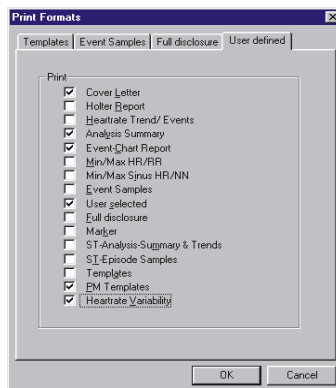 Print Formats
Templates Event Samples Full disclosure User defined
Print
Cover Letter
Holter Report
Heartrate Trend/ Events
Analysis Summary
Event-Chart Report
Min/Max HR/RR
Min/Max Sinus HR/NN
Event Samples
User selected
Full disclosure
Marker
ST-Analysis-Summary & Trends
ST-Episode Samples
Templates
PM Templates
Heartrate Variability
OK Cancel